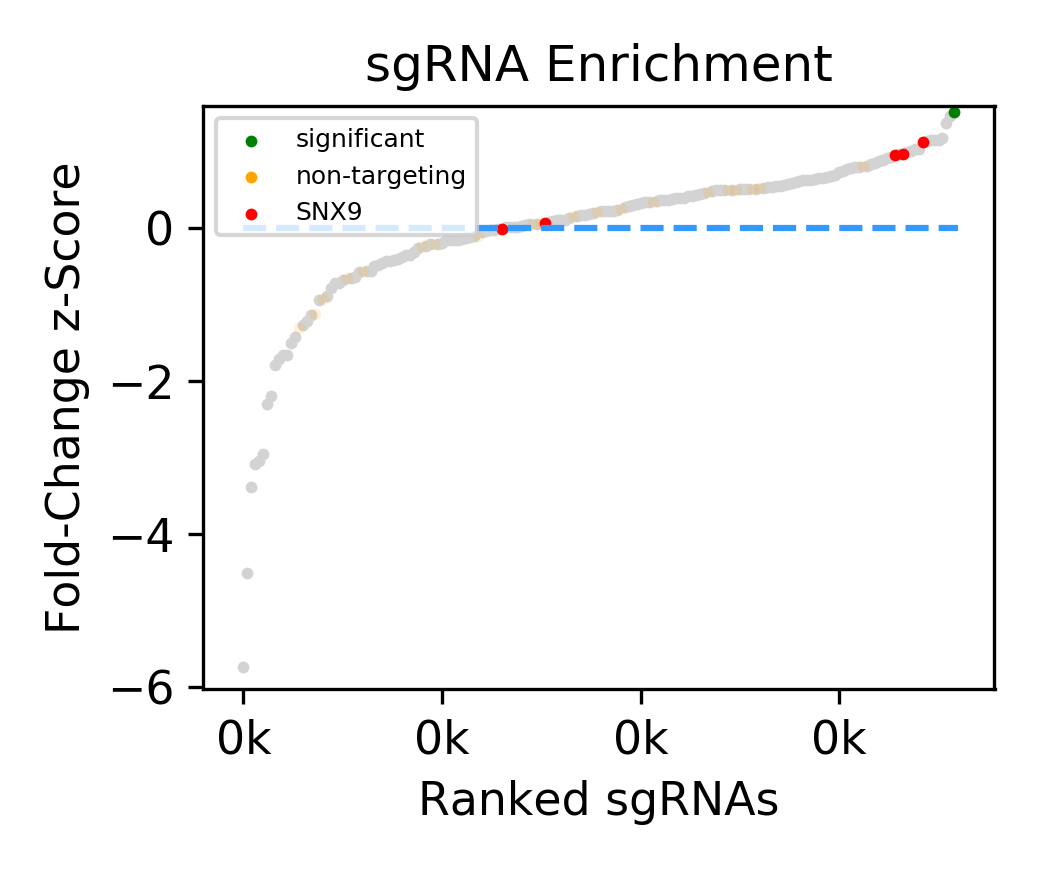 sgRNA Enrichment
significant
non-targeting
SNX9
Fold-Change z-Score
0
−2
−4
−6
0k 0k 0k 0k
Ranked sgRNAs